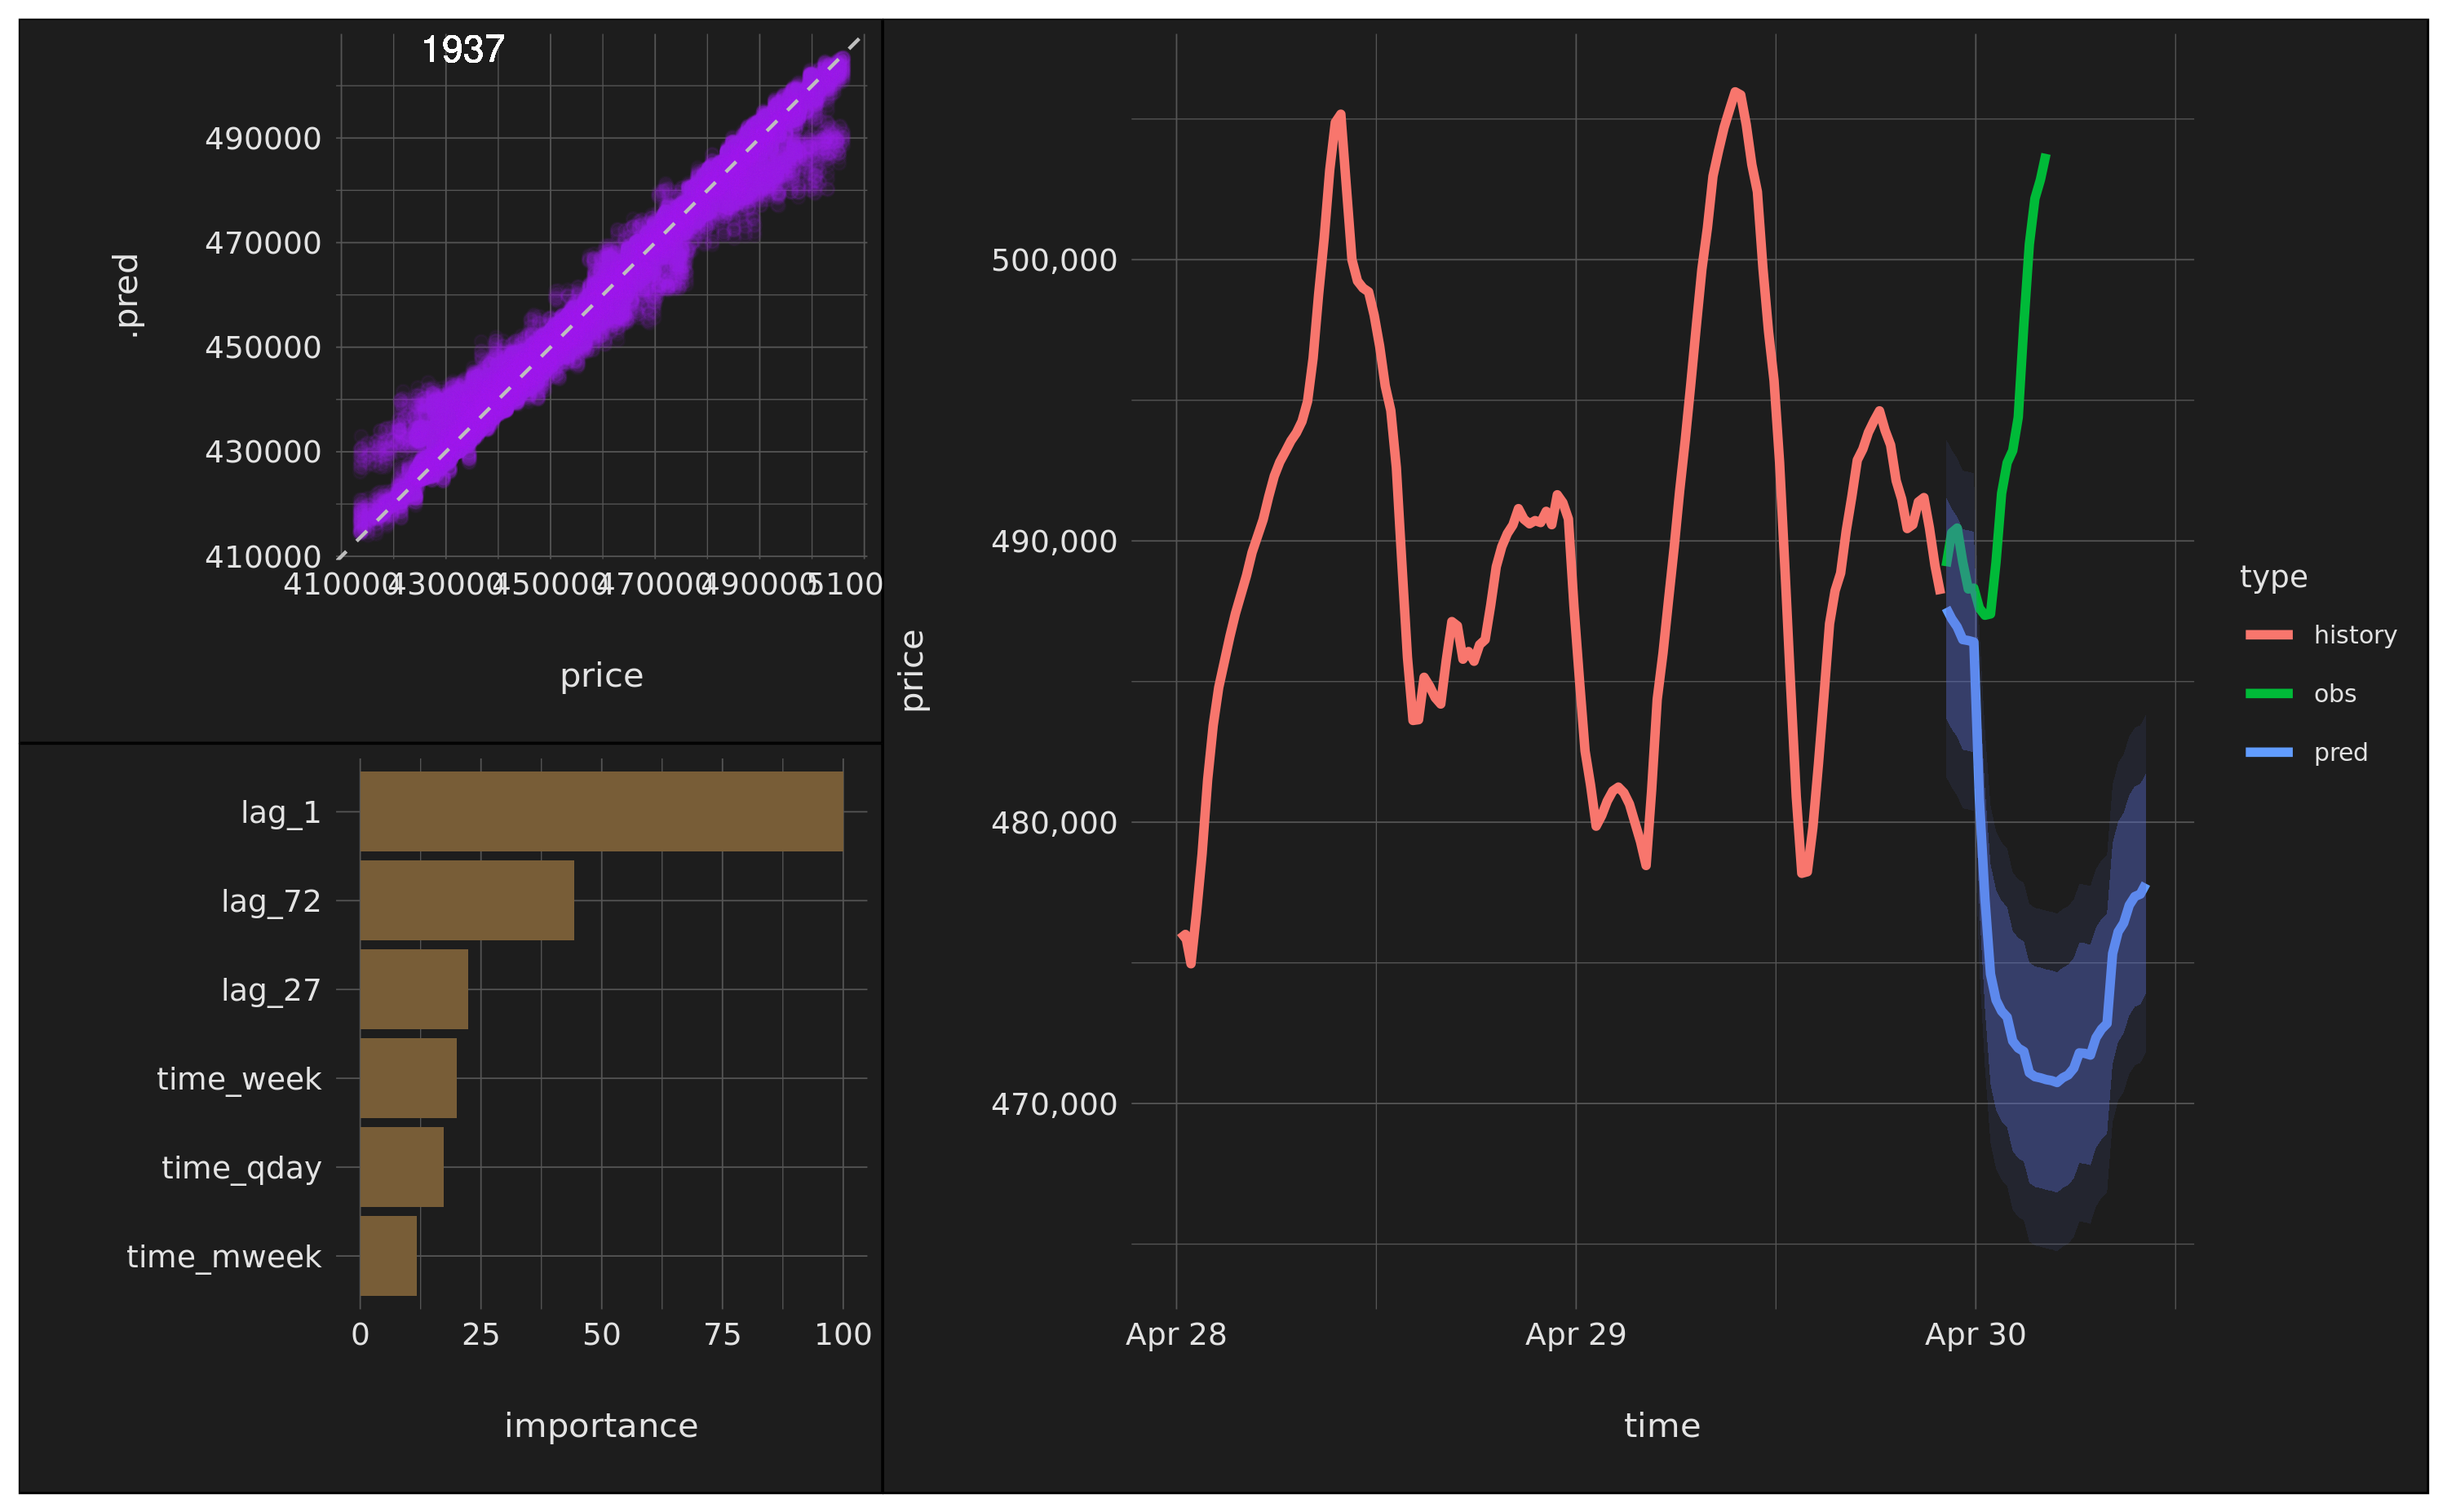 1937
490000
470000
450000
430000
410000
.pred
410000 430000 450000 470000 490000 5100
price
lag_1
lag_72
lag_27
time_week
time_qday
time_mweek
0 25 50 75 100
importance
500,000
490,000
480,000
470,000
price
Apr 28 Apr 29 Apr 30
time
type
history
obs
pred